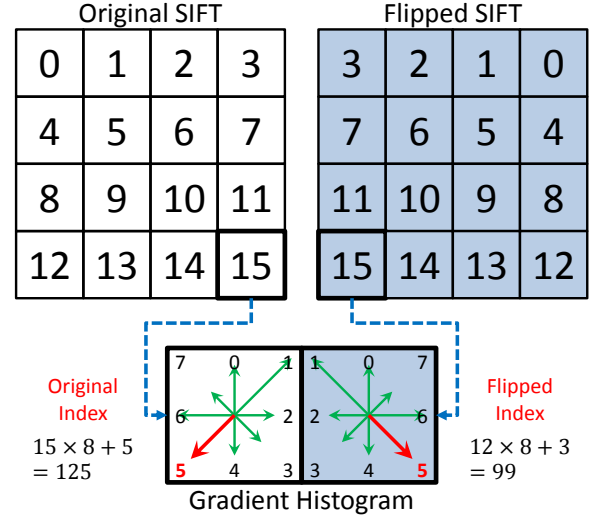 Original SIFT Flipped SIFT
0 1 2 3 3 2 1 0
4 5 6 7 7 6 5 4
8 9 10 11 11 10 9 8
12 13 14 15 15 14 13 12
7 0 1 1 0 7
Original
Index
6 2 2 6
Flipped
Index
15 × 8 + 5
= 125
12 × 8 + 3
= 99
5 4 3 3 4 5
Gradient Histogram